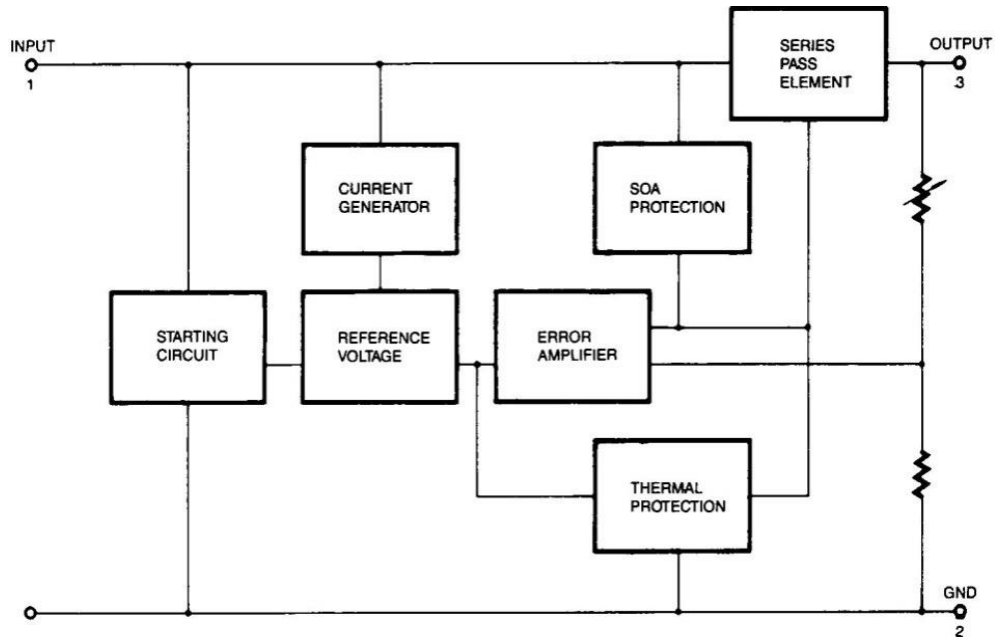 INPUT
1
SERIES
PASS
ELEMENT
OUTPUT
3
CURRENT
GENERATOR
SOA
PROTECTION
STARTING
CIRCUIT
REFERENCE
VOLTAGE
ERROR
AMPLIFIER
THERMAL
PROTECTION
GND
2